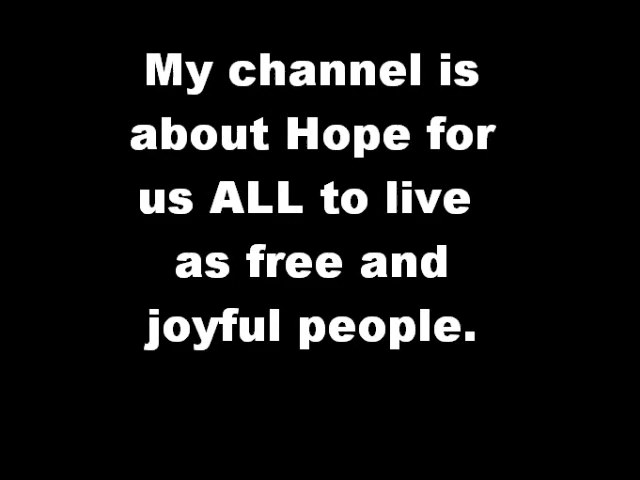 My channel is
about Hope for
us ALL to live
as free and
joyful people.